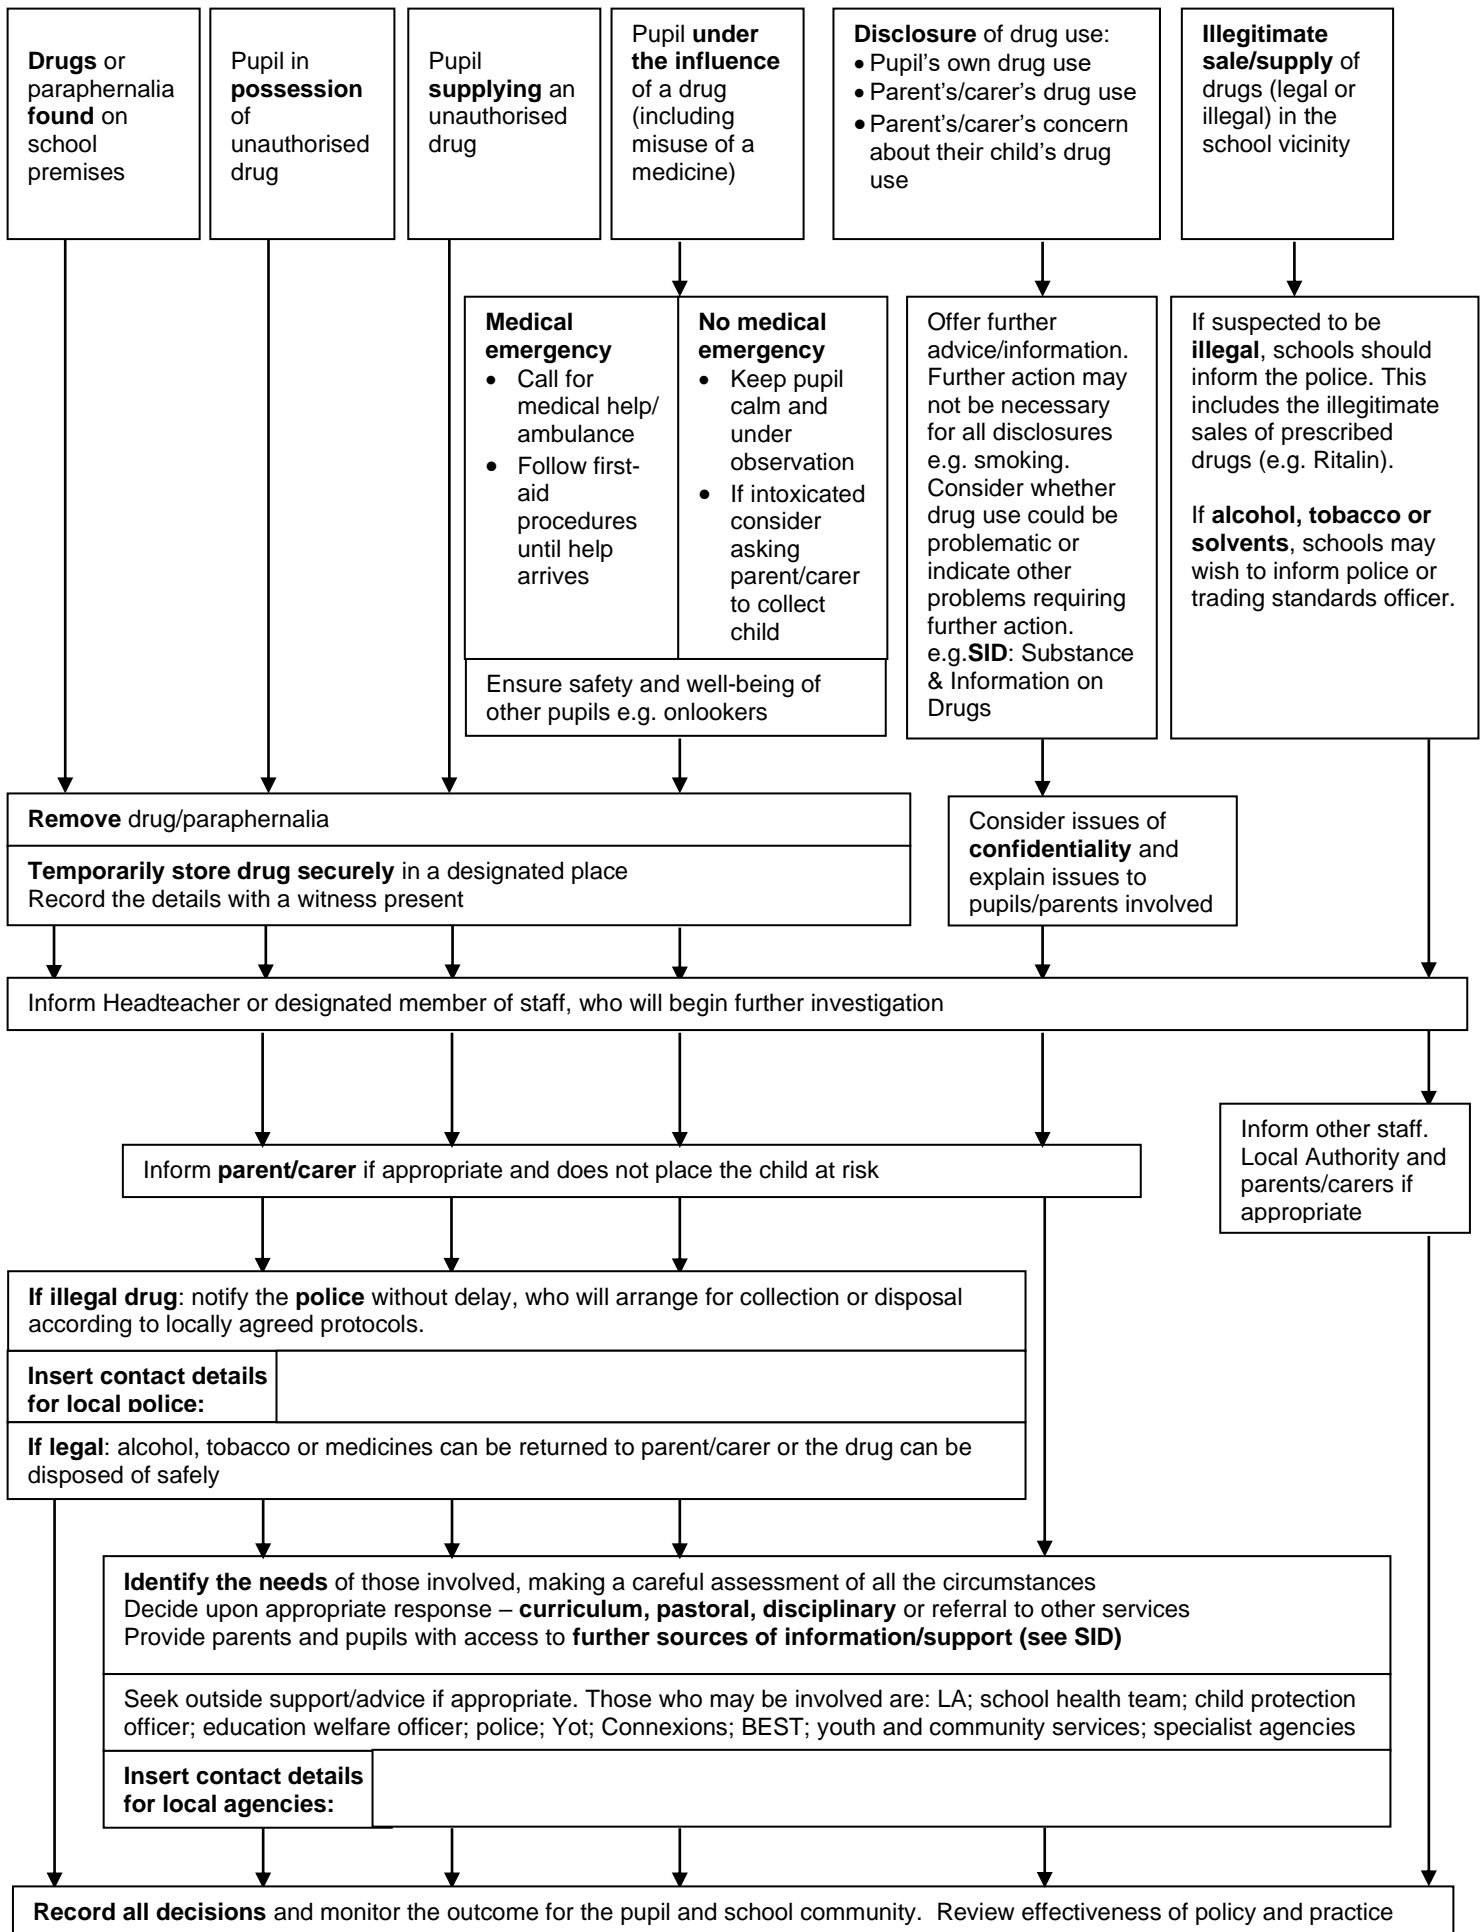 Drugs or
paraphernalia
found on
school
premises
Pupil in
possession
of
unauthorised
drug
Pupil
supplying an
unauthorised
drug
Pupil under
the influence
of a drug
(including
misuse of a
medicine)
Disclosure of drug use:
• Pupil's own drug use
• Parent's/carer's drug use
• Parent's/carer's concern
about their child's drug
use
Illegitimate
sale/supply of
drugs (legal or
illegal) in the
school vicinity
Medical
emergency
• Call for
medical help/
ambulance
• Follow first-
aid
procedures
until help
arrives
No medical
emergency
• Keep pupil
calm and
under
observation
• If intoxicated
consider
asking
parent/carer
to collect
child
Ensure safety and well-being of
other pupils e.g. onlookers
Offer further
advice/information.
Further action may
not be necessary
for all disclosures
e.g. smoking.
Consider whether
drug use could be
problematic or
indicate other
problems requiring
further action.
e.g.SID: Substance
& Information on
Drugs
If suspected to be
illegal, schools should
inform the police. This
includes the illegitimate
sales of prescribed
drugs (e.g. Ritalin).
If alcohol, tobacco or
solvents, schools may
wish to inform police or
trading standards officer.
Remove drug/paraphernalia
Temporarily store drug securely in a designated place
Record the details with a witness present
Consider issues of
confidentiality and
explain issues to
pupils/parents involved
Inform Headteacher or designated member of staff, who will begin further investigation
Inform parent/carer if appropriate and does not place the child at risk
Inform other staff.
Local Authority and
parents/carers if
appropriate
If illegal drug: notify the police without delay, who will arrange for collection or disposal
according to locally agreed protocols.
Insert contact details
for local police:
If legal: alcohol, tobacco or medicines can be returned to parent/carer or the drug can be
disposed of safely
Identify the needs of those involved, making a careful assessment of all the circumstances
Decide upon appropriate response – curriculum, pastoral, disciplinary or referral to other services
Provide parents and pupils with access to further sources of information/support (see SID)
Seek outside support/advice if appropriate. Those who may be involved are: LA; school health team; child protection
officer; education welfare officer; police; Yot; Connexions; BEST; youth and community services; specialist agencies
Insert contact details
for local agencies:
Record all decisions and monitor the outcome for the pupil and school community.  Review effectiveness of policy and practice